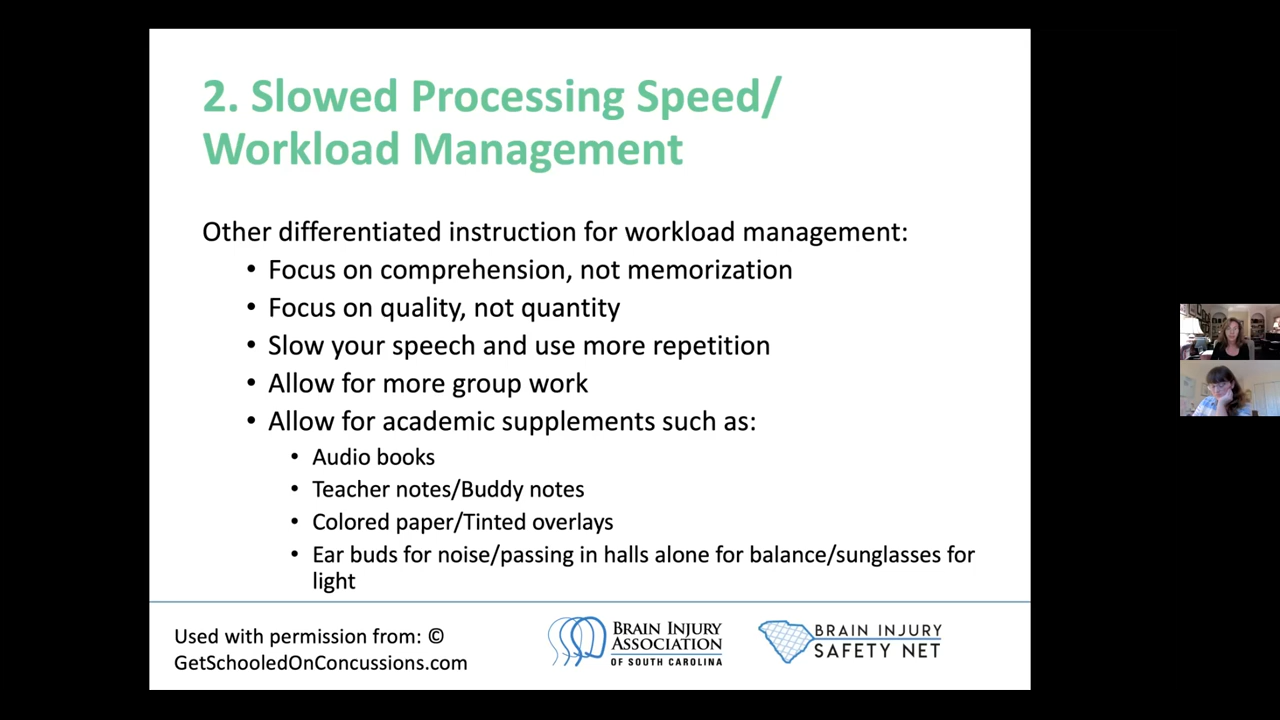 2. Slowed Processing Speed/
Workload Management
Other differentiated instruction for workload management:
• Focus on comprehension, not memorization
• Focus on quality, not quantity
• Slow your speech and use more repetition
• Allow for more group work
• Allow for academic supplements such as:
• Audio books
• Teacher notes/Buddy notes
• Colored paper/Tinted overlays
• Ear buds for noise/passing in halls alone for balance/sunglasses for
light
Used with permission from: ©
GetSchooledOnConcussions.com
BRAIN INJURY
ASSOCIATION
OF SOUTH CAROLINA
BRAIN INJURY
SAFETY NET